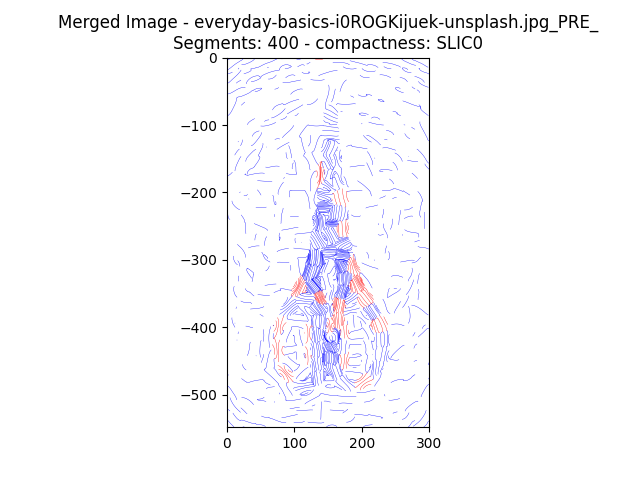 Merged Image - everyday-basics-i0ROGKijuek-unsplash.jpg_PRE_
Segments: 400 - compactness: SLIC0
0
−100
−200
−300
−400
−500
0 100 200 300